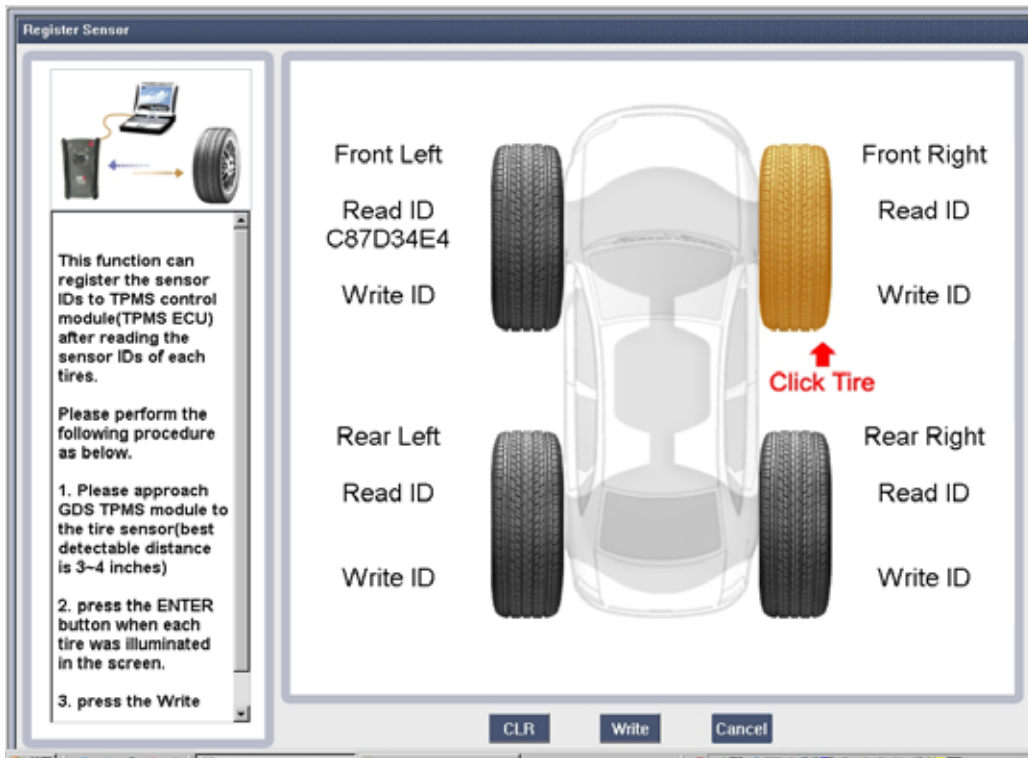 Register Sensor
This function can
register the sensor
IDs to TPMS control
module(TPMS ECU)
after reading the
sensor IDs of each
tires.
Please perform the
following procedure
as below.
1. Please approach
GDS TPMS module to
the tire sensor(best
detectable distance
is 3~4 inches)
2. press the ENTER
button when each
tire was illuminated
in the screen.
3. press the Write
Front Left
Read ID
C87D34E4
Write ID
Front Right
Read ID
Write ID
Click Tire
Rear Left
Read ID
Write ID
Rear Right
Read ID
Write ID
CLR
Write
Cancel